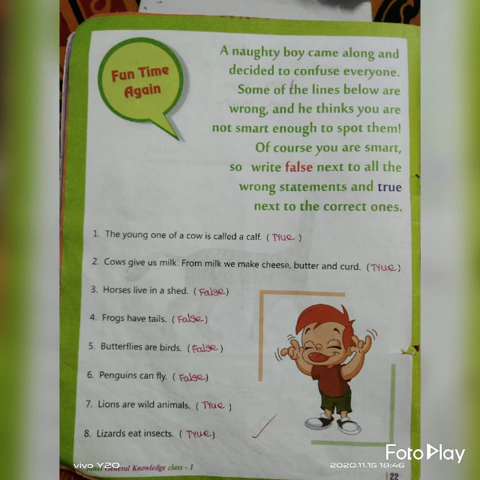 Fun Time
Again
A naughty boy came along and
decided to confuse everyone.
Some of the lines below are
wrong, and he thinks you are
not smart enough to spot them!
Of course you are smart,
so write false next to all the
wrong statements and true
next to the correct ones.
1. The young one of a cow is called a calf. ( True )
2. Cows give us milk. From milk we make cheese, butter and curd. ( True )
3. Horses live in a shed. ( False )
4. Frogs have tails. ( False )
5. Butterflies are birds. ( False )
6. Penguins can fly. ( False )
7. Lions are wild animals. ( True )
8. Lizards eat insects. ( True )
General Knowledge class - 1
22
vivo Y20
FotoPlay
2020.11.15 18:46